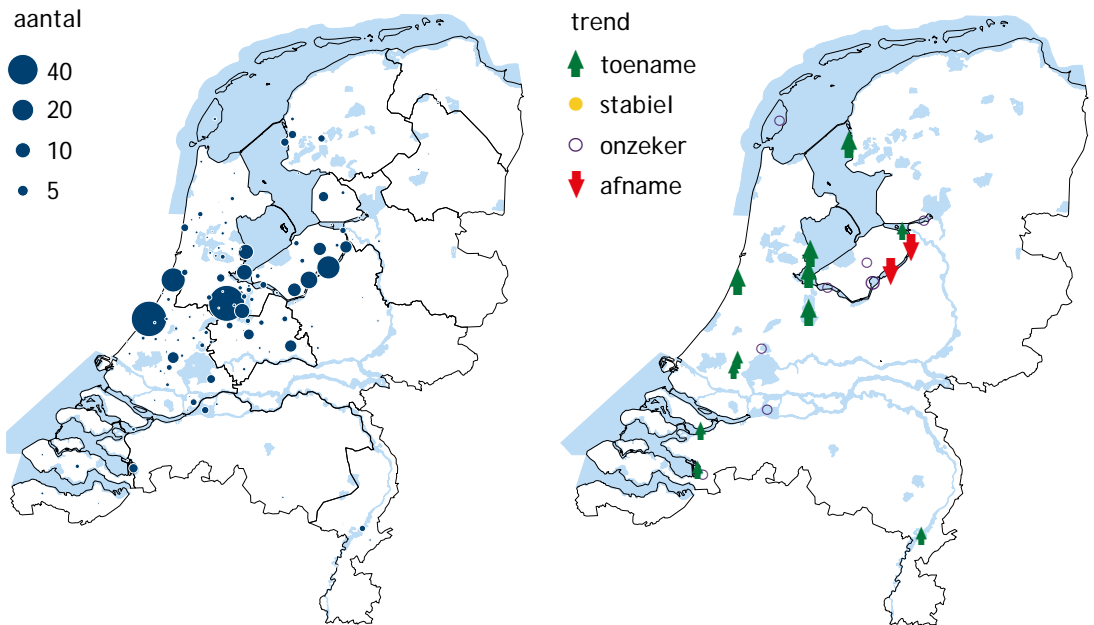 aantal
40
20
10
5
trend
toename
stabiel
onzeker
afname